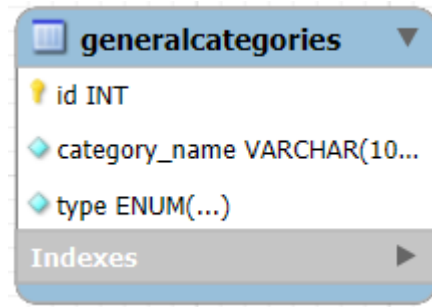 generalcategories
id INT
category_name VARCHAR(10...
type ENUM(...)
Indexes